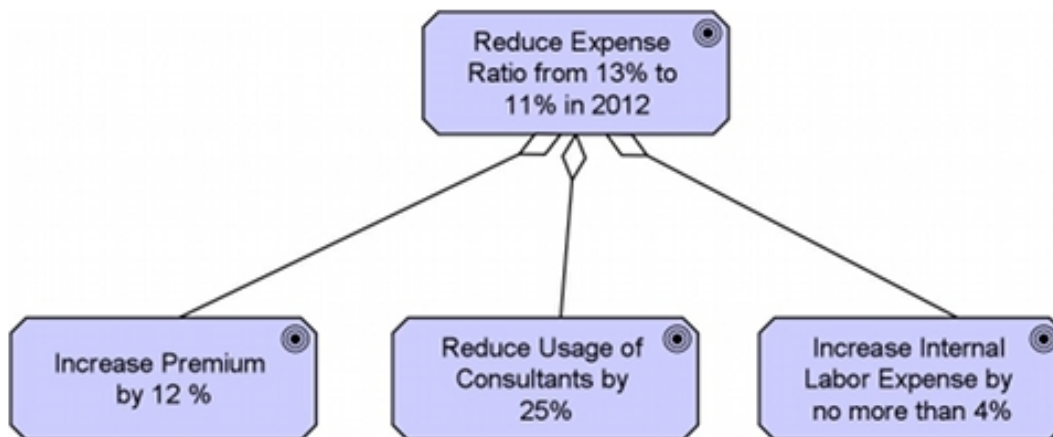 Reduce Expense
Ratio from 13% to
11% in 2012
Increase Premium
by 12 %
Reduce Usage of
Consultants by
25%
Increase Internal
Labor Expense by
no more than 4%